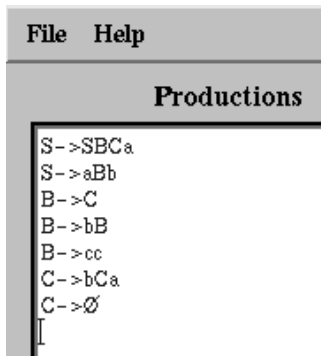 File Help
Productions
S->SBCa
S->aBb
B->C
B->bB
B->cc
C->bCa
C->Ø